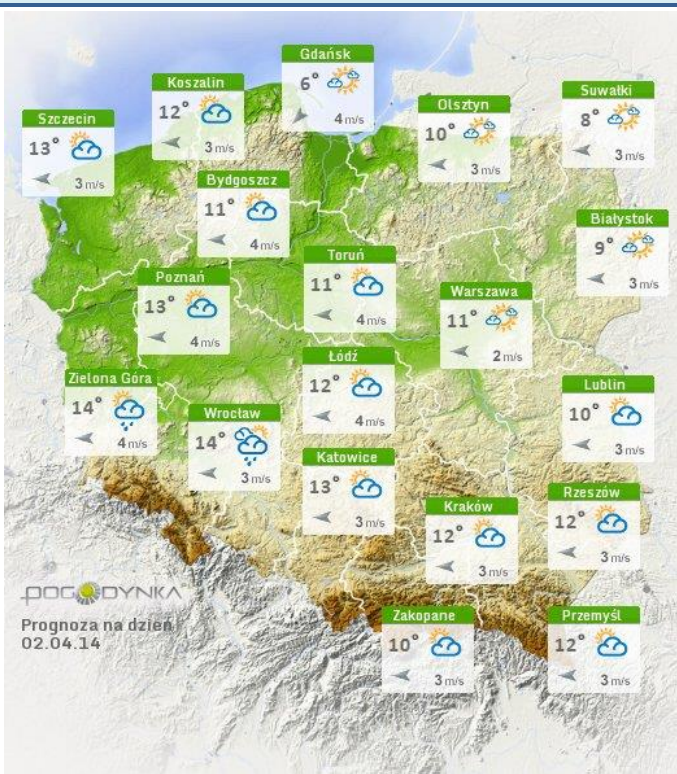 Gdańsk
6°
4 m/s
Koszalin
12°
3 m/s
Suwałki
8°
3 m/s
Olsztyn
10°
3 m/s
Szczecin
13°
3 m/s
Bydgoszcz
11°
4 m/s
Białystok
9°
3 m/s
Toruń
11°
4 m/s
Poznań
13°
4 m/s
Warszawa
11°
2 m/s
Łódź
12°
4 m/s
Zielona Góra
14°
4 m/s
Lublin
10°
3 m/s
Wrocław
14°
3 m/s
Katowice
13°
3 m/s
Rzeszów
12°
3 m/s
Kraków
12°
3 m/s
POGODYNKA
Prognoza na dzień
02.04.14
Zakopane
10°
3 m/s
Przemyśl
12°
3 m/s